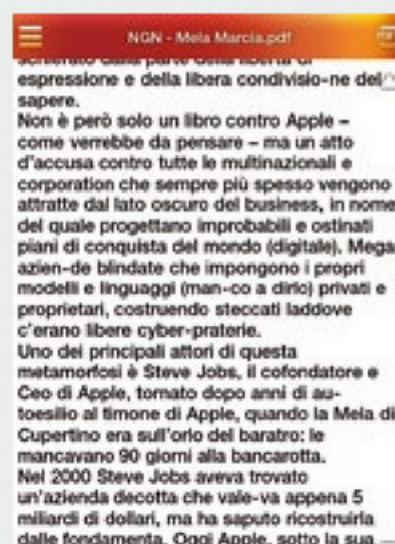 NGN - Mela Marcia.pdf
schierato dalla parte della libertà di
espressione e della libera condivisio-ne del
sapere.
Non è però solo un libro contro Apple –
come verrebbe da pensare – ma un atto
d'accusa contro tutte le multinazionali e
corporation che sempre più spesso vengono
attratte dal lato oscuro del business, in nome
del quale progettano improbabili e ostinati
piani di conquista del mondo (digitale). Mega
azien-de blindate che impongono i propri
modelli e linguaggi (man-co a dirlo) privati e
proprietari, costruendo steccati laddove
c'erano libere cyber-praterie.
Uno dei principali attori di questa
metamorfosi è Steve Jobs, il cofondatore e
Ceo di Apple, tornato dopo anni di au-
toesilio al timone di Apple, quando la Mela di
Cupertino era sull'orlo del baratro: le
mancavano 90 giorni alla bancarotta.
Nel 2000 Steve Jobs aveva trovato
un'azienda decotta che vale-va appena 5
miliardi di dollari, ma ha saputo ricostruirla
dalle fondamenta. Oggi Apple, sotto la sua